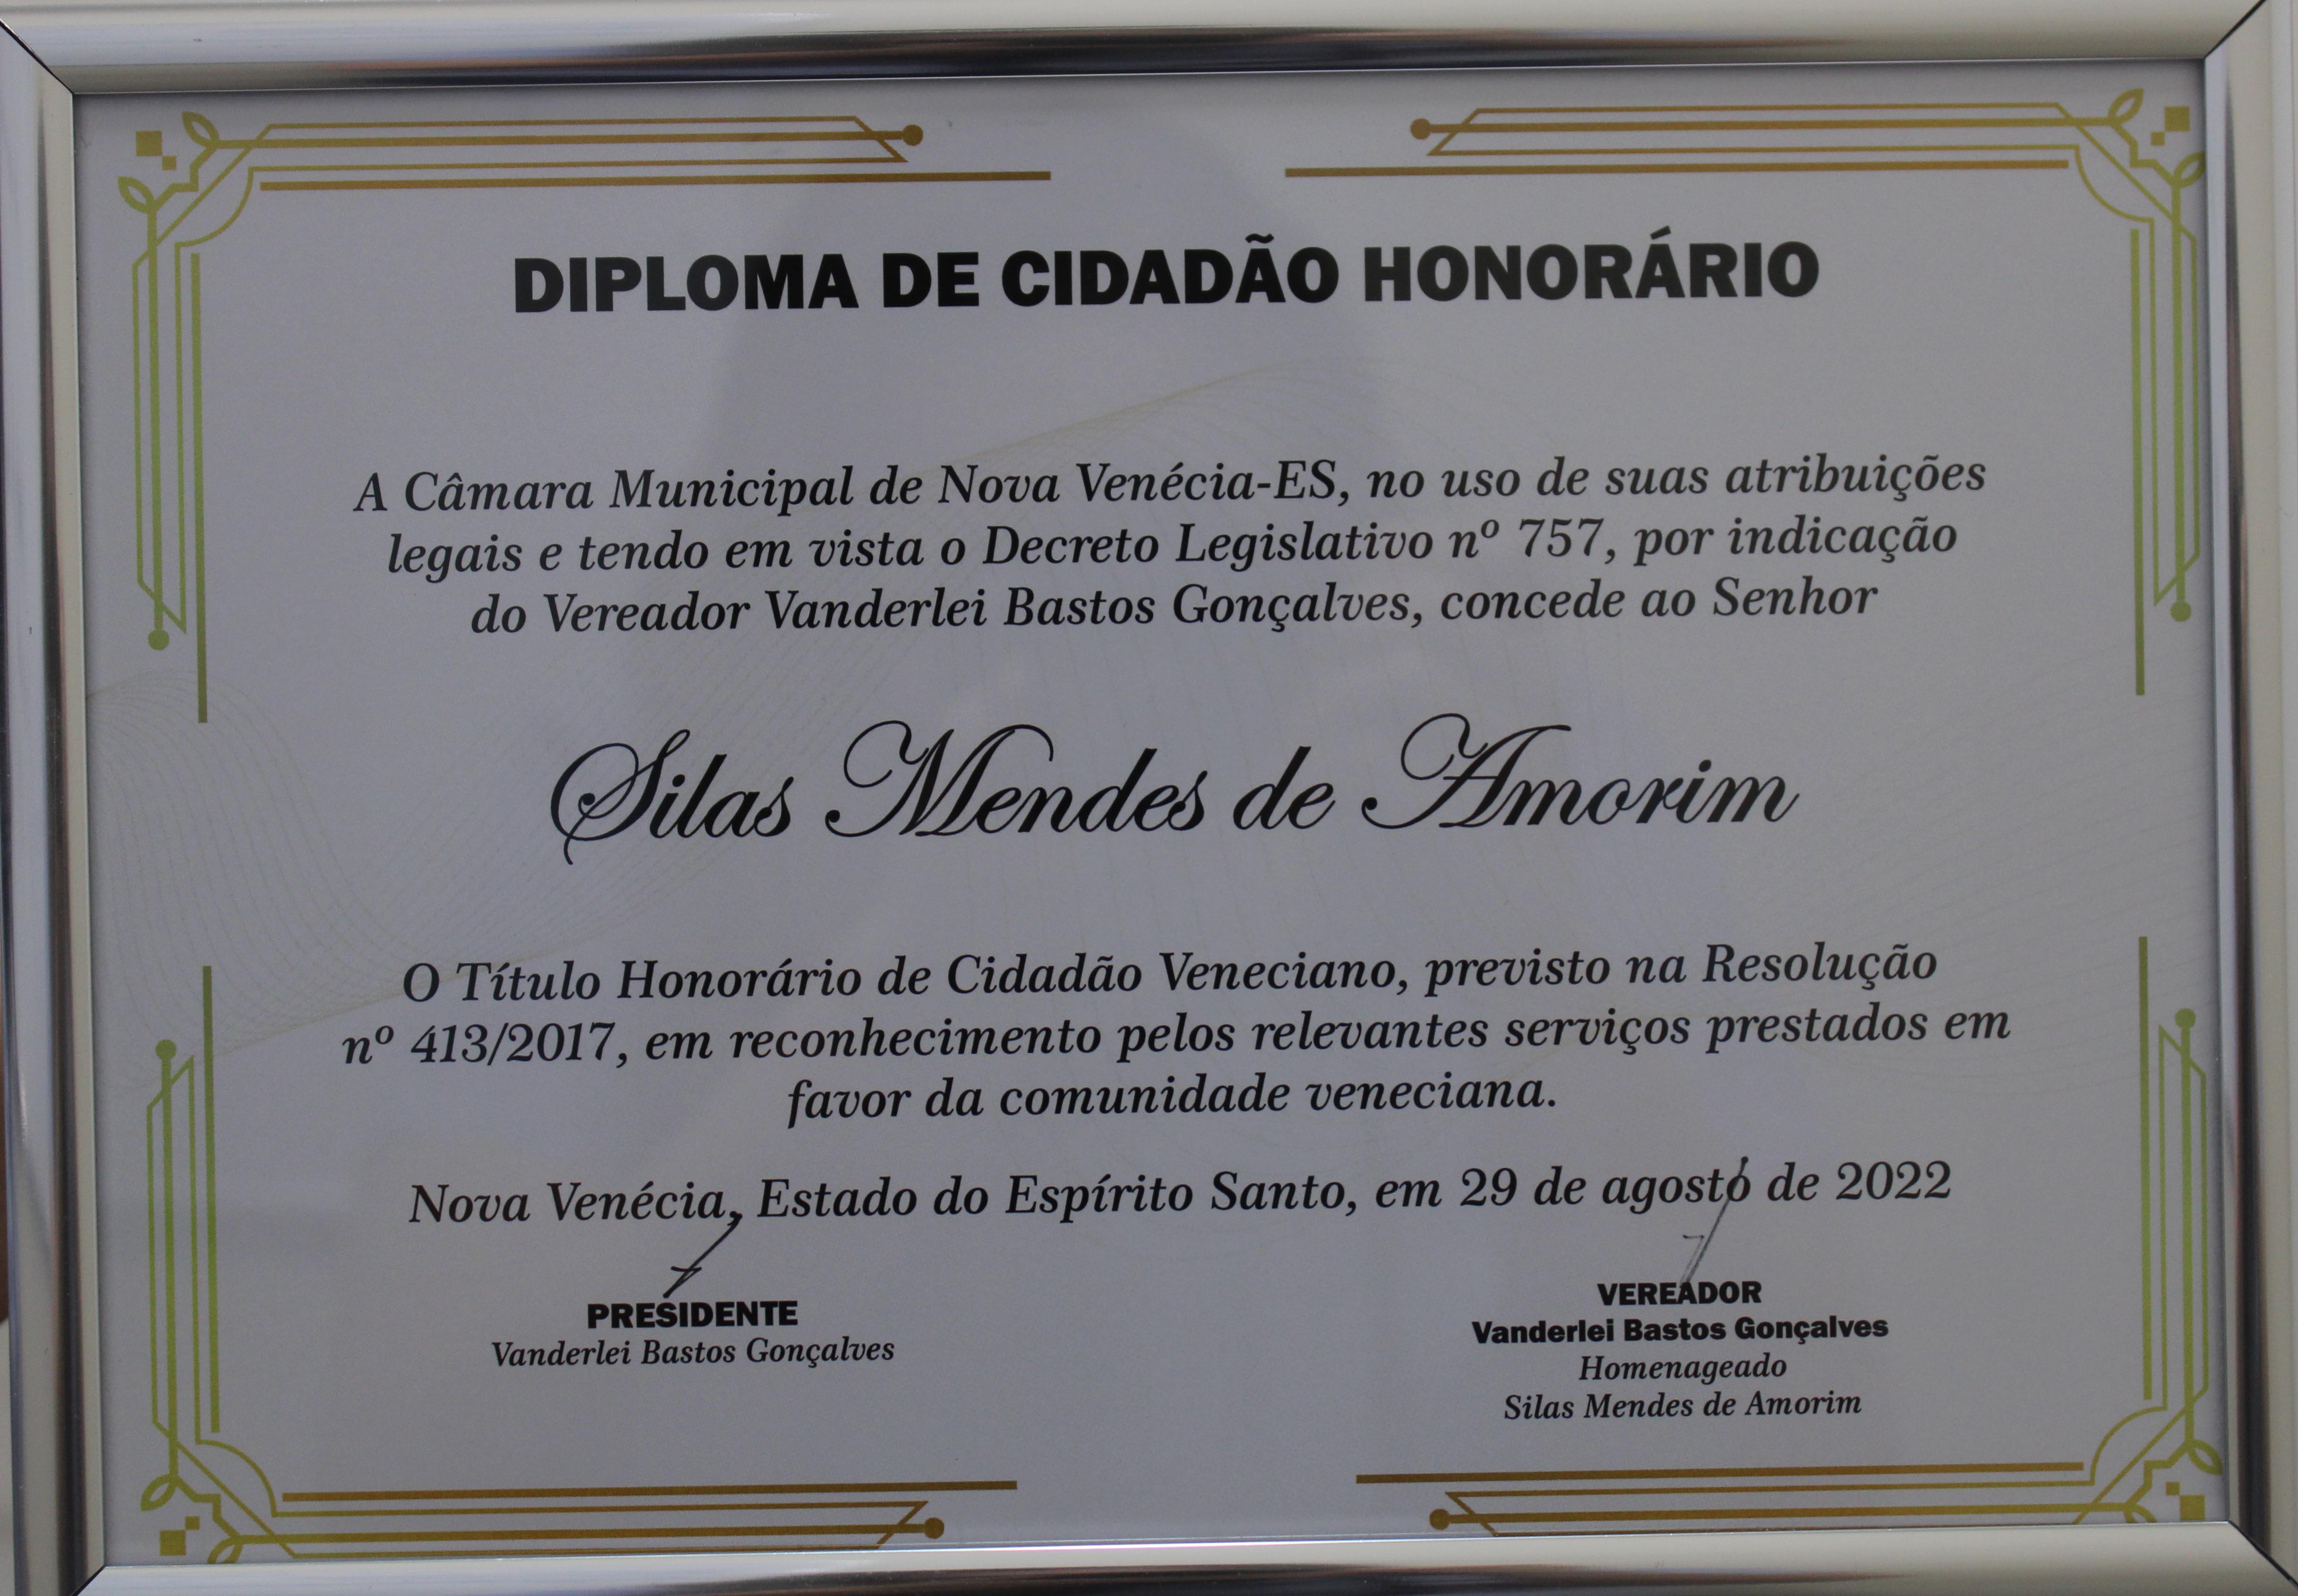 DIPLOMA DE CIDADÃO HONORÁRIO
A Câmara Municipal de Nova Venécia-ES, no uso de suas atribuições
legais e tendo em vista o Decreto Legislativo nº 757, por indicação
do Vereador Vanderlei Bastos Gonçalves, concede ao Senhor
Silas Mendes de Amorim
O Título Honorário de Cidadão Veneciano, previsto na Resolução
nº 413/2017, em reconhecimento pelos relevantes serviços prestados em
favor da comunidade veneciana.
Nova Venécia, Estado do Espírito Santo, em 29 de agosto de 2022
PRESIDENTE
Vanderlei Bastos Gonçalves
VEREADOR
Vanderlei Bastos Gonçalves
Homenageado
Silas Mendes de Amorim